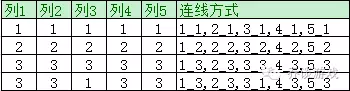 列1 列2 列3 列4 列5 连线方式
1 1 1 1 1 1_1,2_1,3_1,4_1,5_1
2 2 2 2 2 1_2,2_2,3_2,4_2,5_2
3 3 3 3 3 1_3,2_3,3_3,4_3,5_3
3 3 1 3 3 1_3,2_3,3_1,4_3,5_3